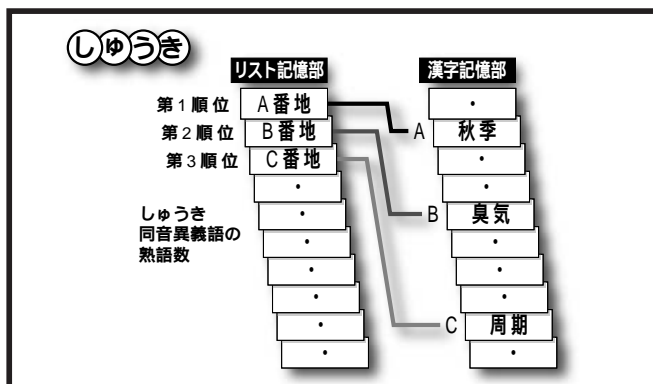 しゅうき
リスト記憶部
漢字記憶部
第1順位
A番地
・
第2順位
B番地
A
秋季
第3順位
C番地
・
・
・
しゅうき
同音異義語の
熟語数
・
B
臭気
・
・
・
・
・
・
・
C
周期
・
・